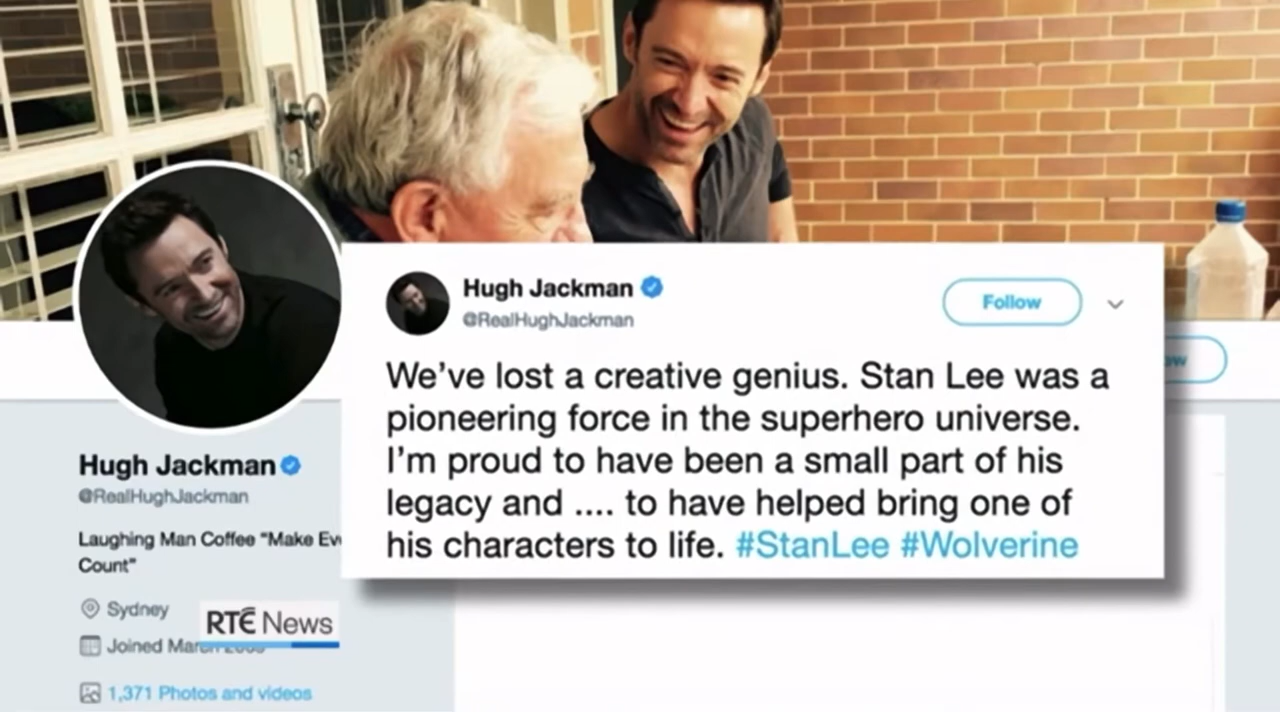 Hugh Jackman
@RealHughJackman
Follow
We've lost a creative genius. Stan Lee was a
pioneering force in the superhero universe.
I'm proud to have been a small part of his
legacy and .... to have helped bring one of
his characters to life. #StanLee #Wolverine
Hugh Jackman
@RealHughJackman
Laughing Man Coffee "Make
Count"
Sydney
RTÉ News
Joined
1,371 Photos and videos